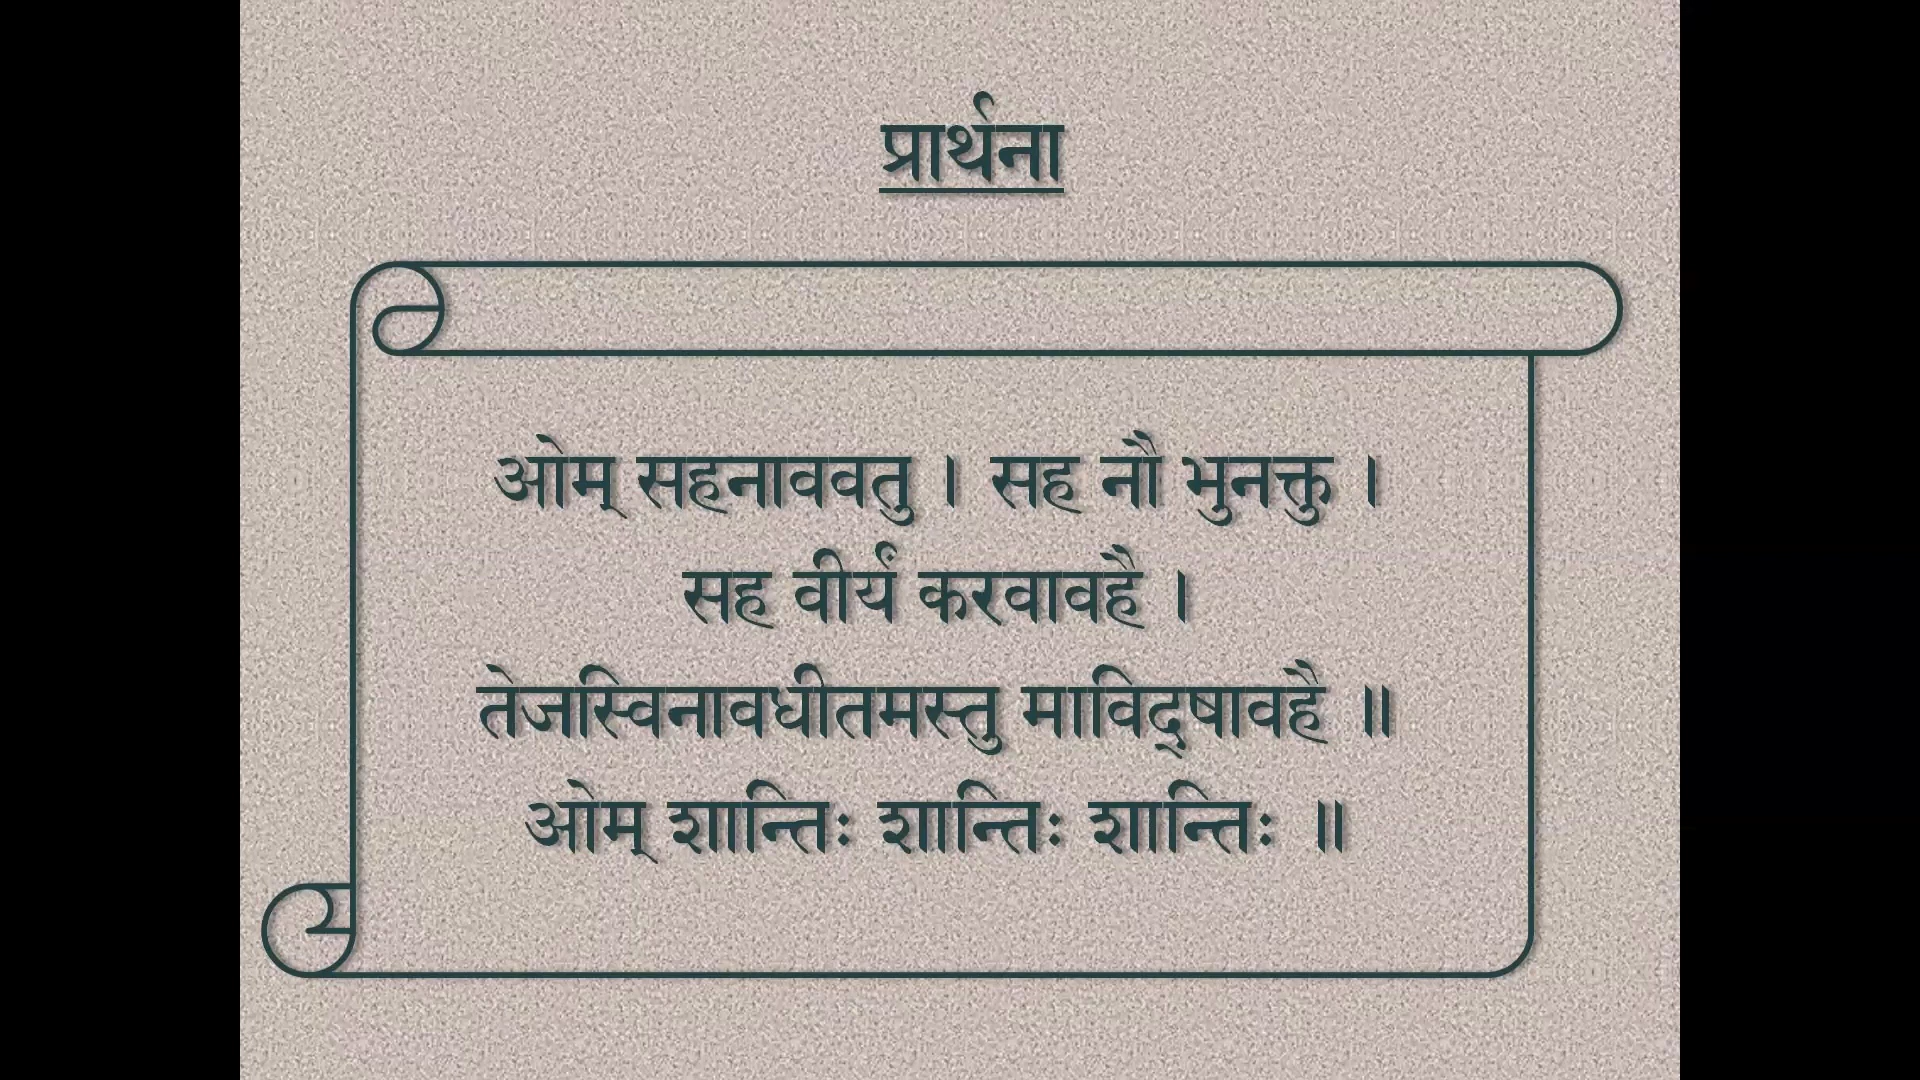 प्रार्थना
ओम् सहनाववतु । सह नौ भुनक्तु ।
सह वीर्यं करवावहै ।
तेजस्विनावधीतमस्तु माविद्षावहै ॥
ओम् शान्तिः शान्तिः शान्तिः ॥